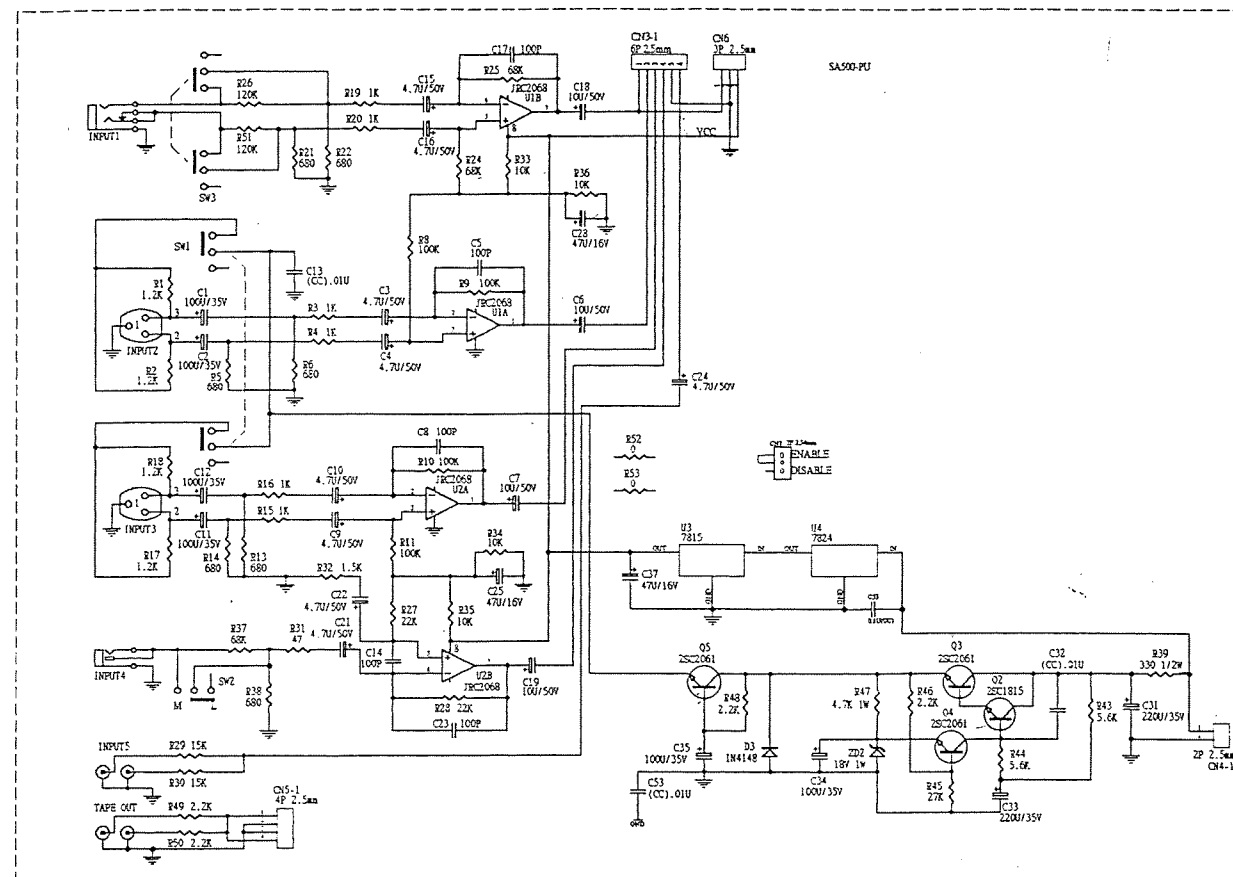 CN3-1
6P 2.5mm
CN6
3P 2.5mm
SA500-PU
C17 100P
R25 68K
JRC2068
U1B
C15
4.7U/50V
C18
10U/50V
R26
120K
R19 1K
R20 1K
INPUT1
R51
120K
R21
680
R22
680
C16
4.7U/50V
R24
68K
R33
10K
VCC
R36
10K
C28
47U/16V
SW3
SW1
C13
(CC).01U
R8
100K
C5
100P
R9 100K
JRC2068
U1A
C6
10U/50V
R1
1.2K
C1
100U/35V
R3 1K
C3
4.7U/50V
R4 1K
INPUT2
C2
100U/35V
R2
1.2K
R5
680
R6
680
C4
4.7U/50V
C24
4.7U/50V
C8 100P
R10 100K
JRC2068
U2A
C7
10U/50V
R52
0
R53
0
ENABLE
DISABLE
R18
1.2K
C12
100U/35V
R16 1K
C10
4.7U/50V
R15 1K
INPUT3
C11
100U/35V
R17
1.2K
R14
680
R13
680
C9
4.7U/50V
R11
100K
R34
10K
C25
47U/16V
U3
7815
U4
7824
OUT
IN
OUT
IN
GND
GND
C37
47U/16V
R32 1.5K
C22
4.7U/50V
R27
22K
R35
10K
R37
68K
R31
47
C21
4.7U/50V
C14
100P
U2B
JRC2068
C19
10U/50V
INPUT4
M
SW2
L
R38
680
R28 22K
C23 100P
Q5
2SC2061
R48
2.2K
R47
4.7K 1W
R46
2.2K
Q3
2SC2061
Q2
2SC1815
Q4
2SC2061
C32
(CC).01U
R39
330 1/2W
R43
5.6K
C31
220U/35V
2P 2.5mm
CN4-1
C35
100U/35V
D3
1N4148
ZD2
18V 1W
C34
100U/35V
R44
5.6K
R45
27K
C33
220U/35V
C53
(CC).01U
GND
INPUT5
R29 15K
R30 15K
TAPE OUT
R49 2.2K
R50 2.2K
CN5-1
4P 2.5mm